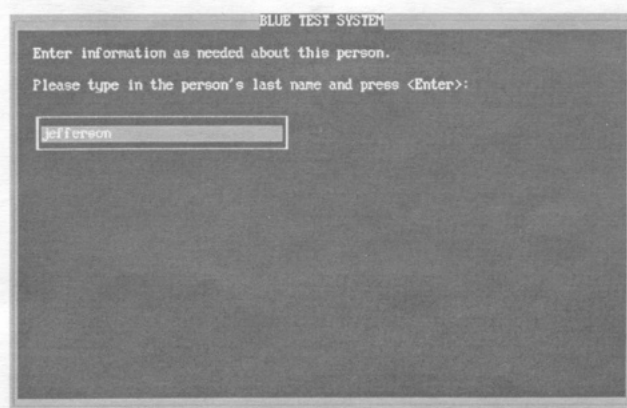 BLUE TEST SYSTEM
Enter information as needed about this person.
Please type in the person's last name and press <Enter>:
jefferson